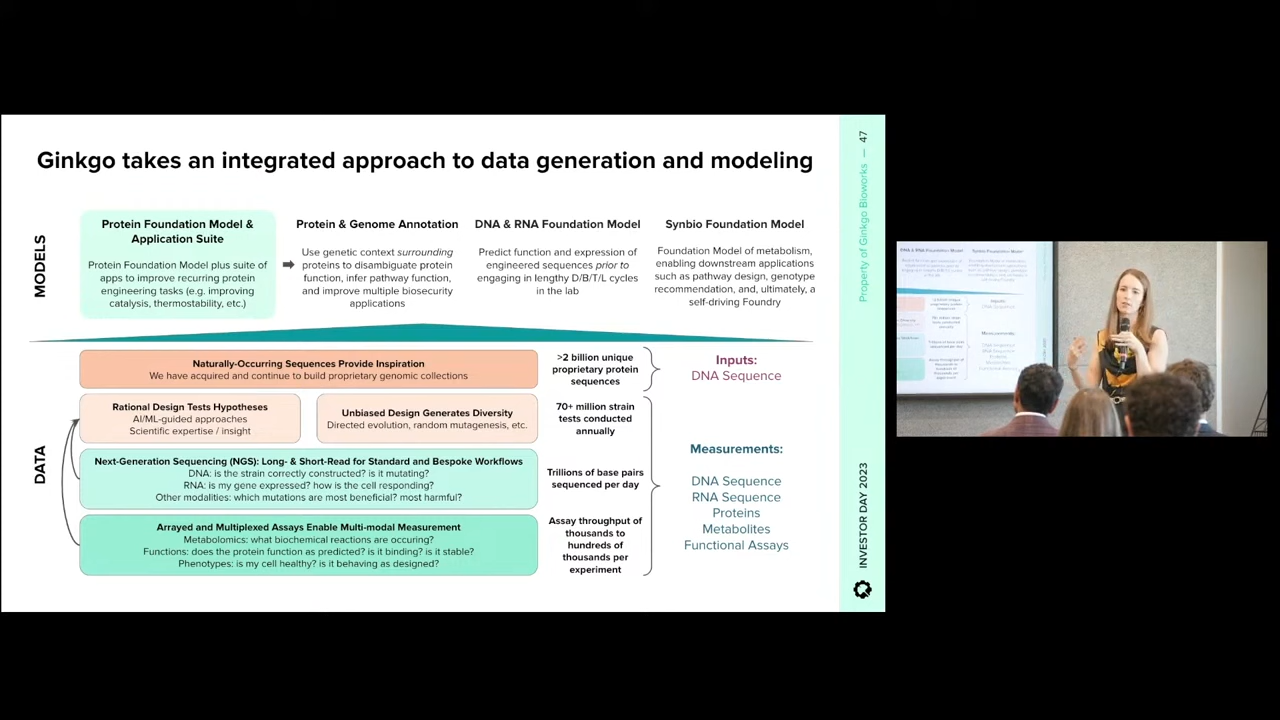 Ginkgo takes an integrated approach to data generation and modeling
MODELS
Protein Foundation Model &
Application Suite
Protein Foundation Model plus suite of
apps to improve recurring protein
engineering tasks (e.g. improving
catalysis, thermostability, etc.)
Protein & Genome Annotation
Use genetic context surrounding
proteins to disambiguate protein
function, infer pathway function,
and improve multiple biosecurity
applications
DNA & RNA Foundation Model
Predict function and expression of
engineered sequences prior to
engaging in lengthy D/B/T/L cycles
in the lab
Synbio Foundation Model
Foundation Model of metabolism,
enabling downstream applications
such as pathway design, genotype
recommendation, and, ultimately, a
self-driving Foundry
DATA
Naturally-Occurring Sequences Provide Inspiration
We have acquired and continue to build proprietary genomic collections
>2 billion unique
proprietary protein
sequences
Inputs:
DNA Sequence
Rational Design Tests Hypotheses
AI/ML-guided approaches
Scientific expertise / insight
Unbiased Design Generates Diversity
Directed evolution, random mutagenesis, etc.
70+ million strain
tests conducted
annually
Next-Generation Sequencing (NGS): Long- & Short-Read for Standard and Bespoke Workflows
DNA: is the strain correctly constructed? is it mutating?
RNA: is my gene expressed? how is the cell responding?
Other modalities: which mutations are most beneficial? most harmful?
Trillions of base pairs
sequenced per day
Arrayed and Multiplexed Assays Enable Multi-modal Measurement
Metabolomics: what biochemical reactions are occuring?
Functions: does the protein function as predicted? is it binding? is it stable?
Phenotypes: is my cell healthy? is it behaving as designed?
Assay throughput of
thousands to
hundreds of
thousands per
experiment
Measurements:
DNA Sequence
RNA Sequence
Proteins
Metabolites
Functional Assays
Property of Ginkgo Bioworks — 47
INVESTOR DAY 2023
DNA & RNA Foundation Model
Synbio Foundation Model
Inputs:
DNA Sequence
Measurements: